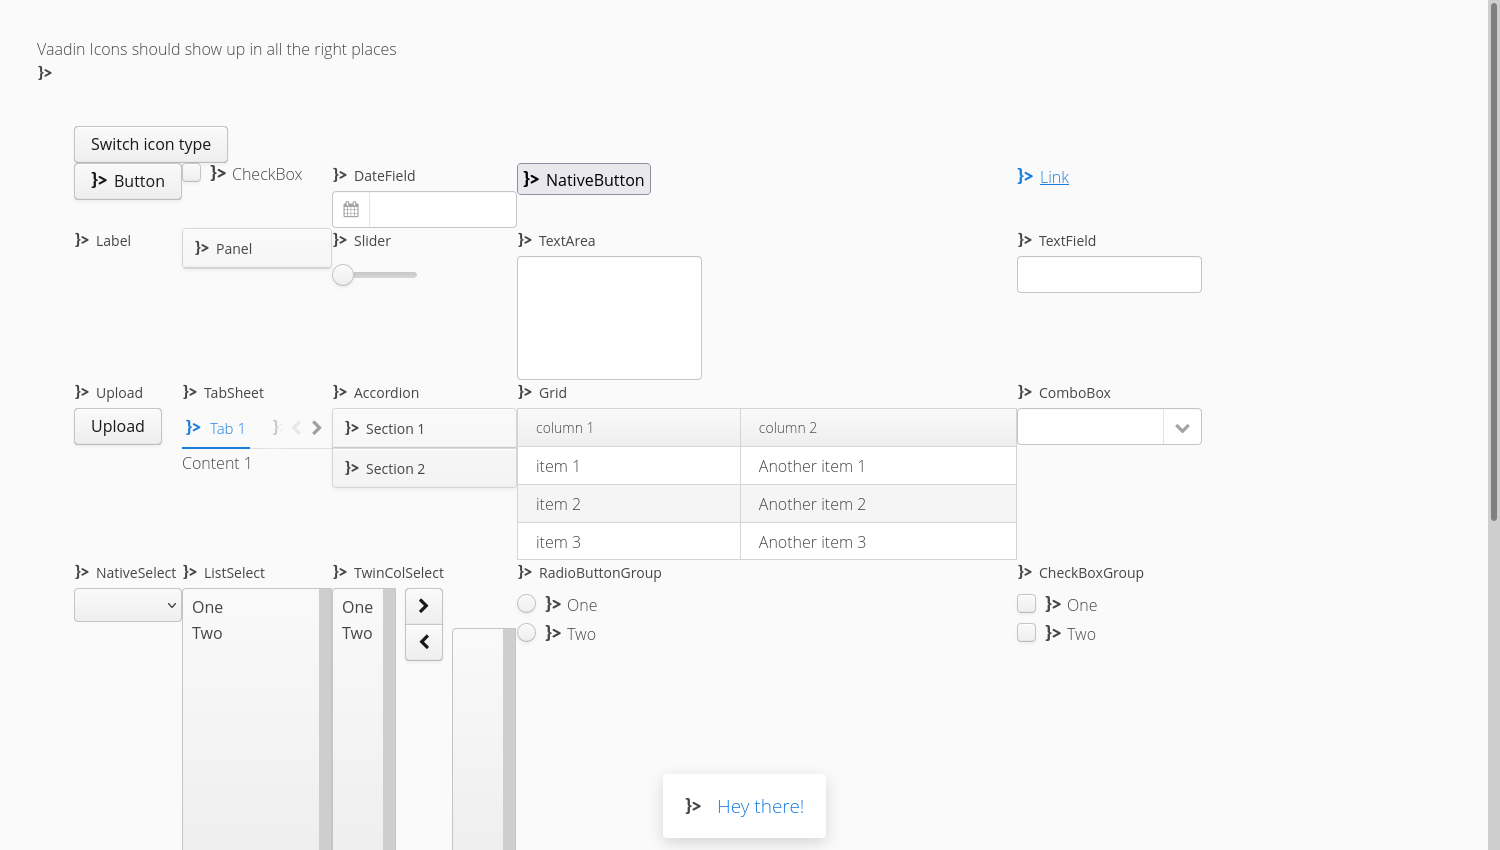 Vaadin Icons should show up in all the right places
Switch icon type
Button
CheckBox
DateField
NativeButton
Link
Label
Panel
Slider
TextArea
TextField
Upload
TabSheet
Accordion
Grid
ComboBox
Upload
Tab 1
Content 1
Section 1
Section 2
column 1 column 2
item 1 Another item 1
item 2 Another item 2
item 3 Another item 3
NativeSelect
ListSelect
TwinColSelect
RadioButtonGroup
CheckBoxGroup
One
Two
One
Two
One
Two
One
Two
Hey there!